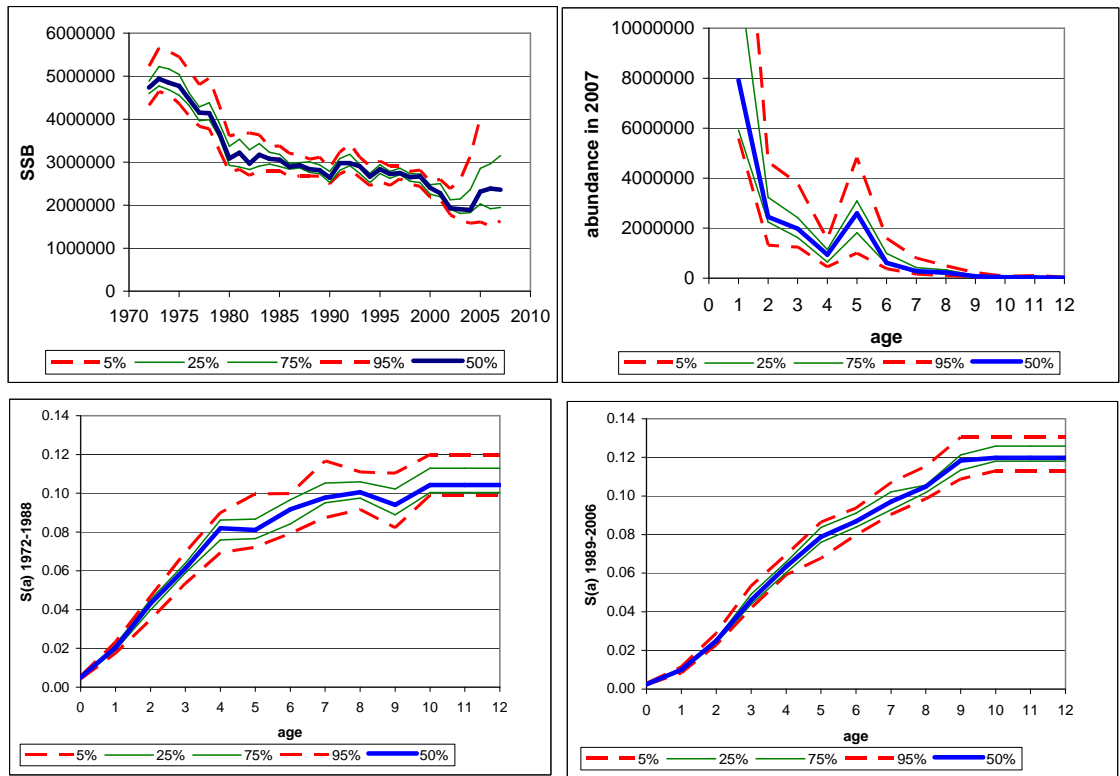 6000000
5000000
4000000
3000000
2000000
1000000
0
SSB
1970 1975 1980 1985 1990 1995 2000 2005 2010
5% 25% 75% 95% 50%
10000000
8000000
6000000
4000000
2000000
0
abundance in 2007
0 1 2 3 4 5 6 7 8 9 10 11 12
age
5% 25% 75% 95% 50%
0.14
0.12
0.10
0.08
0.06
0.04
0.02
0.00
S(a) 1972-1988
0 1 2 3 4 5 6 7 8 9 10 11 12
age
5% 25% 75% 95% 50%
0.14
0.12
0.10
0.08
0.06
0.04
0.02
0.00
S(a) 1989-2006
0 1 2 3 4 5 6 7 8 9 10 11 12
age
5% 25% 75% 95% 50%